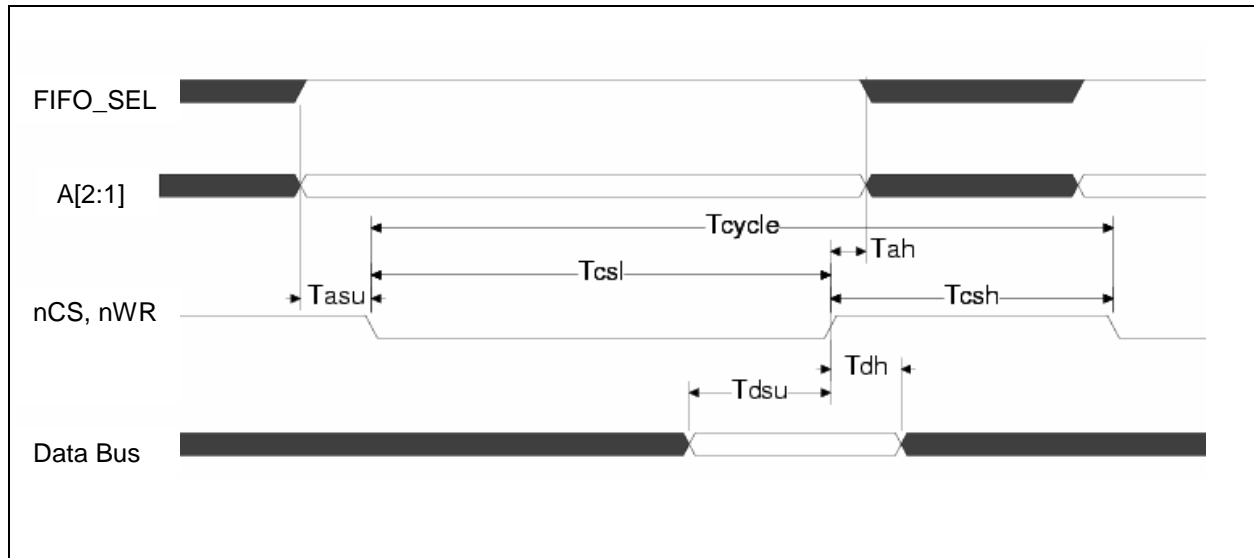 FIFO_SEL
A[2:1]
Tcycle
Tah
Tcsl
Tasu
Tcsh
nCS, nWR
Tdh
Tdsu
Data Bus